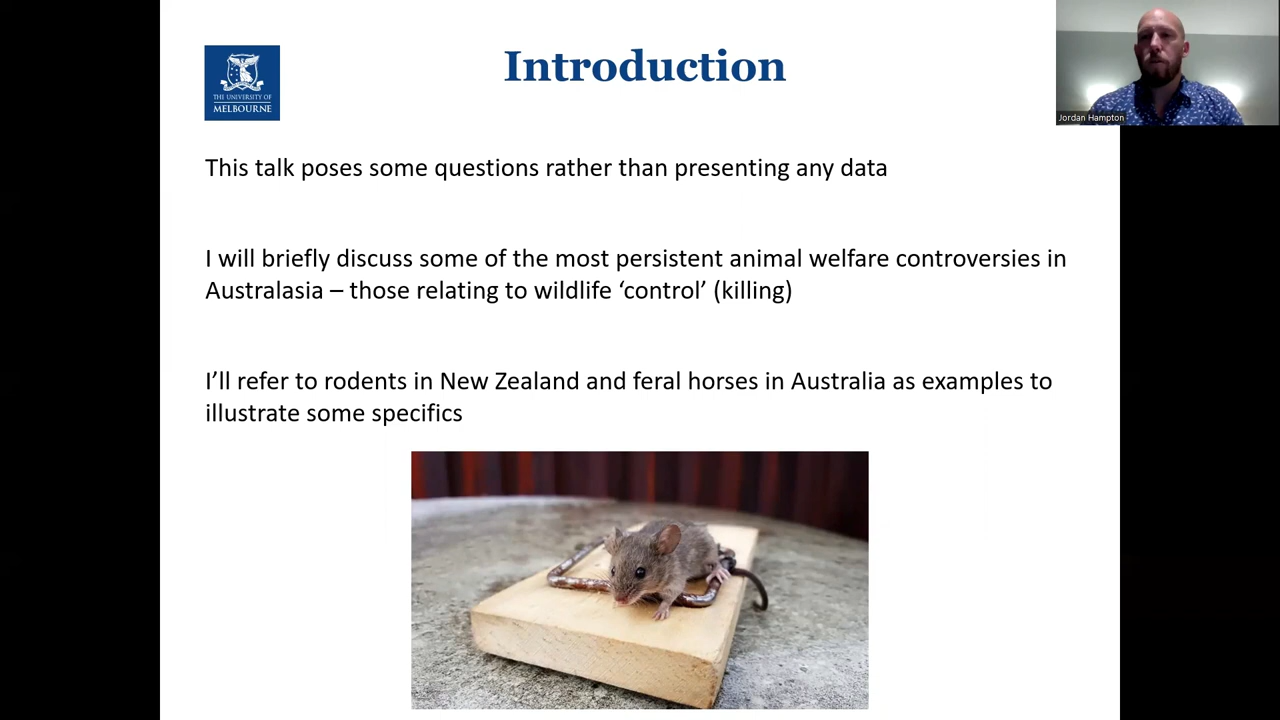 THE UNIVERSITY OF
MELBOURNE
Introduction
Jordan Hampton
This talk poses some questions rather than presenting any data
I will briefly discuss some of the most persistent animal welfare controversies in
Australasia – those relating to wildlife ‘control’ (killing)
I’ll refer to rodents in New Zealand and feral horses in Australia as examples to
illustrate some specifics